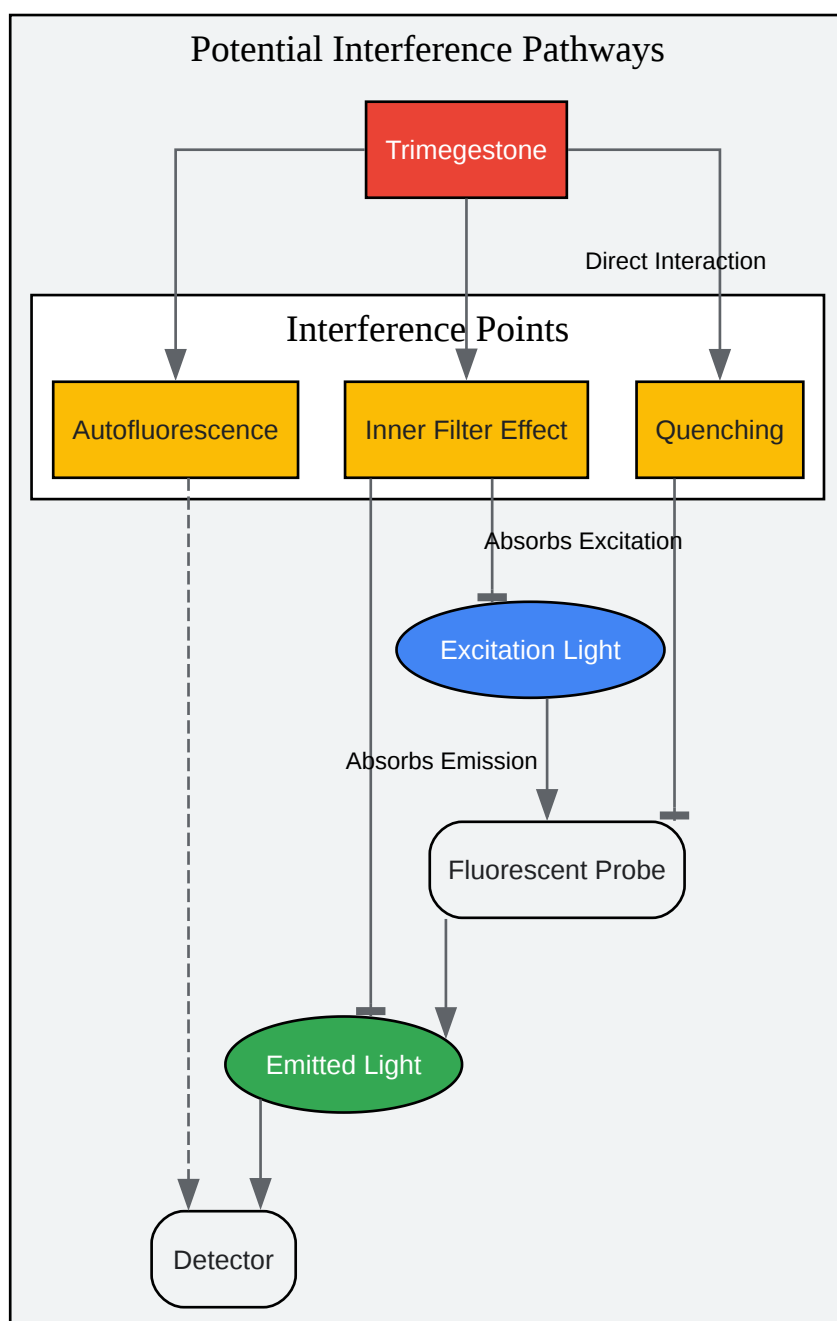 Potential Interference Pathways
Trimegestone
Direct Interaction
Interference Points
Autofluorescence
Inner Filter Effect
Quenching
Absorbs Excitation
Excitation Light
Absorbs Emission
Fluorescent Probe
Emitted Light
Detector